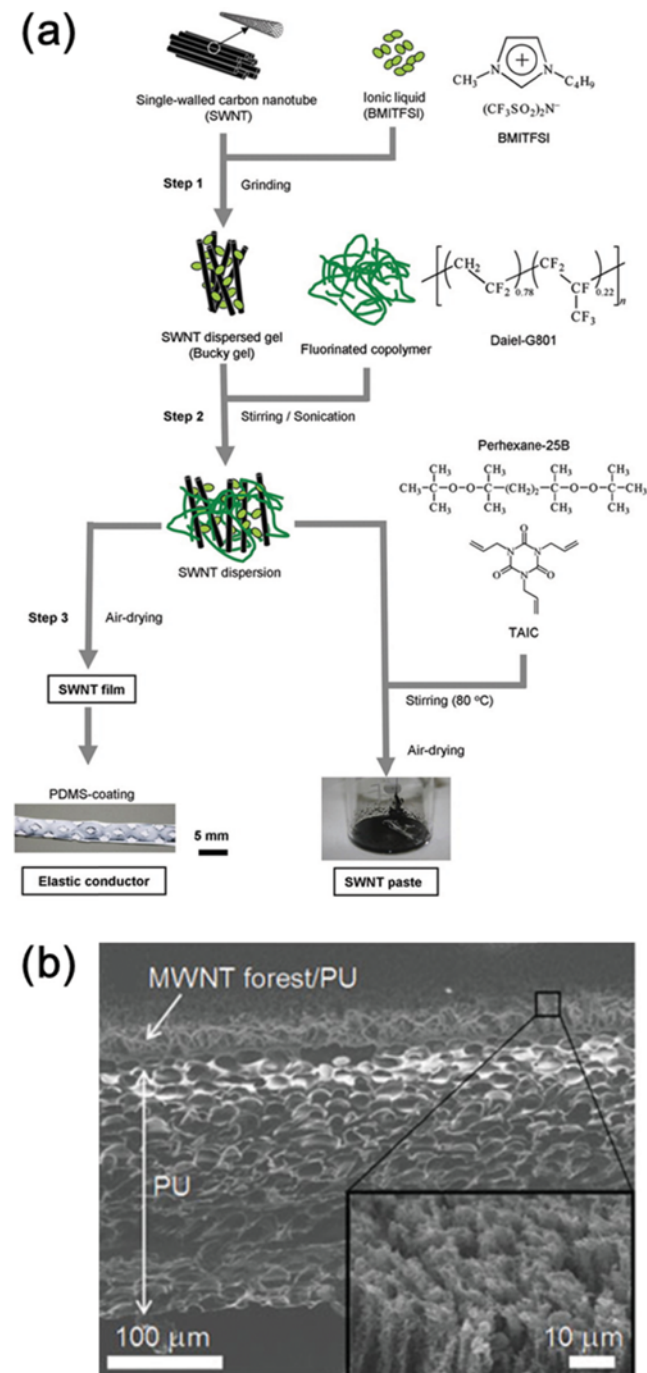 (a)
Single-walled carbon nanotube
(SWNT)
Ionic liquid
(BMITFSI)
CH3
N
+
N
C4H9
(CF3SO2)2N−
BMITFSI
Step 1
Grinding
SWNT dispersed gel
(Bucky gel)
Fluorinated copolymer
CH2
CF2
0.78
CF2
CF
CF3
0.22
n
Daiel-G801
Step 2
Stirring / Sonication
SWNT dispersion
Perhexane-25B
CH3 CH3 CH3 CH3
CH3−C−O−O−C−(CH2)2−C−O−O−C−CH3
CH3 CH3 CH3 CH3
O
N N
O N O
TAIC
Step 3
Air-drying
SWNT film
Stirring (80 ºC)
Air-drying
PDMS-coating
5 mm
Elastic conductor
SWNT paste
(b)
MWNT forest/PU
PU
100 μm
10 μm